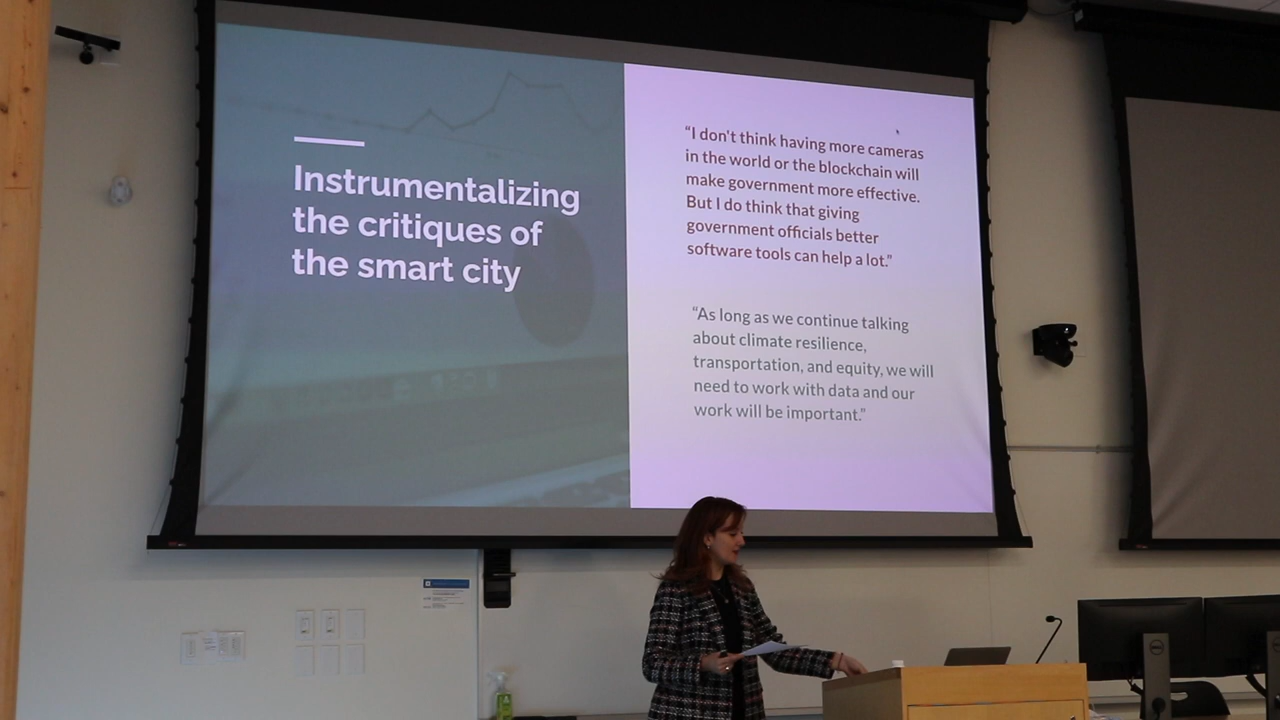 Instrumentalizing
the critiques of
the smart city
“I don't think having more cameras
in the world or the blockchain will
make government more effective.
But I do think that giving
government officials better
software tools can help a lot.”
“As long as we continue talking
about climate resilience,
transportation, and equity, we will
need to work with data and our
work will be important.”
DELL